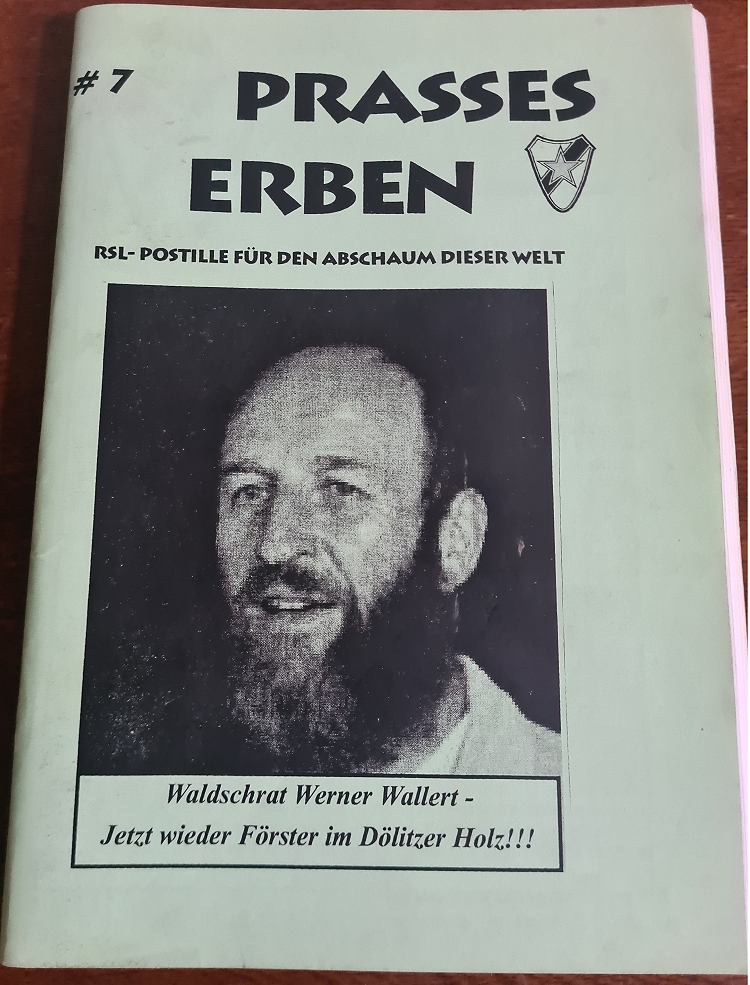 # 7
PRASSES
ERBEN
RSL- POSTILLE FÜR DEN ABSCHAUM DIESER WELT
Waldschrat Werner Wallert -
Jetzt wieder Förster im Dölitzer Holz!!!